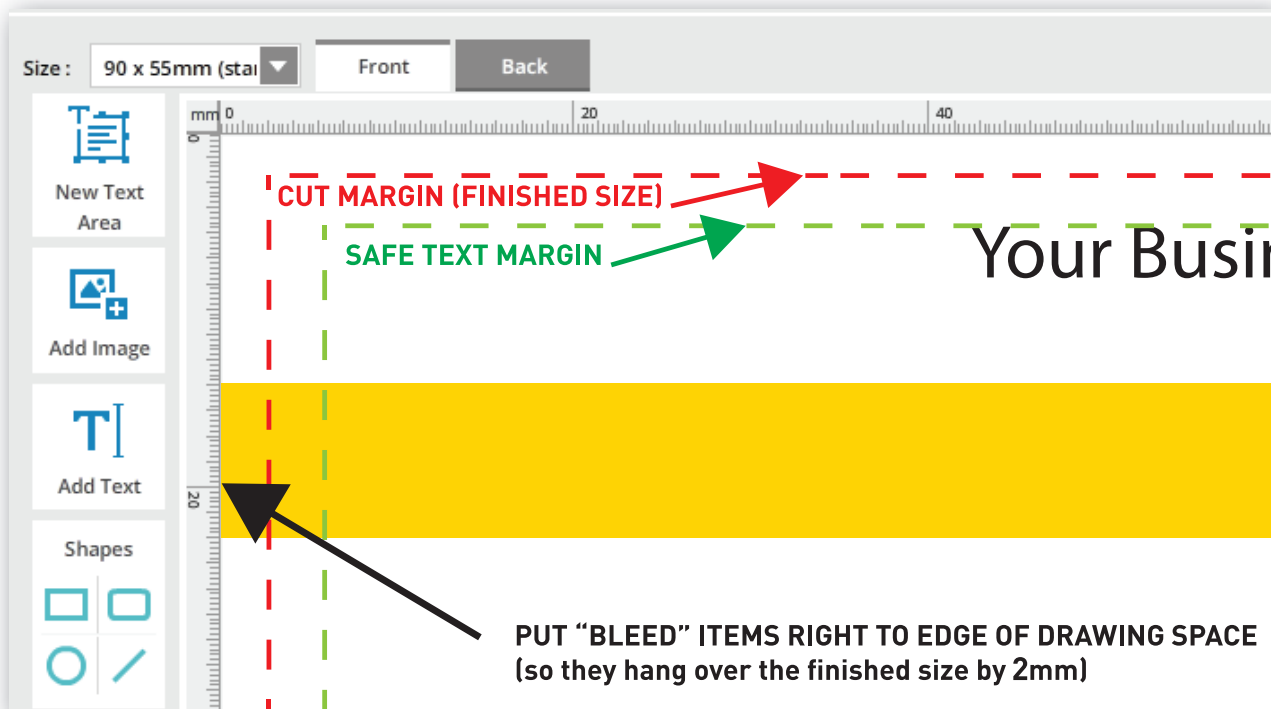 Size :
90 x 55mm (sta
Front
Back
mm
0
20
40
0
20
New Text
Area
Add Image
Add Text
Shapes
CUT MARGIN (FINISHED SIZE)
SAFE TEXT MARGIN
Your Busin
PUT “BLEED” ITEMS RIGHT TO EDGE OF DRAWING SPACE
(so they hang over the finished size by 2mm)